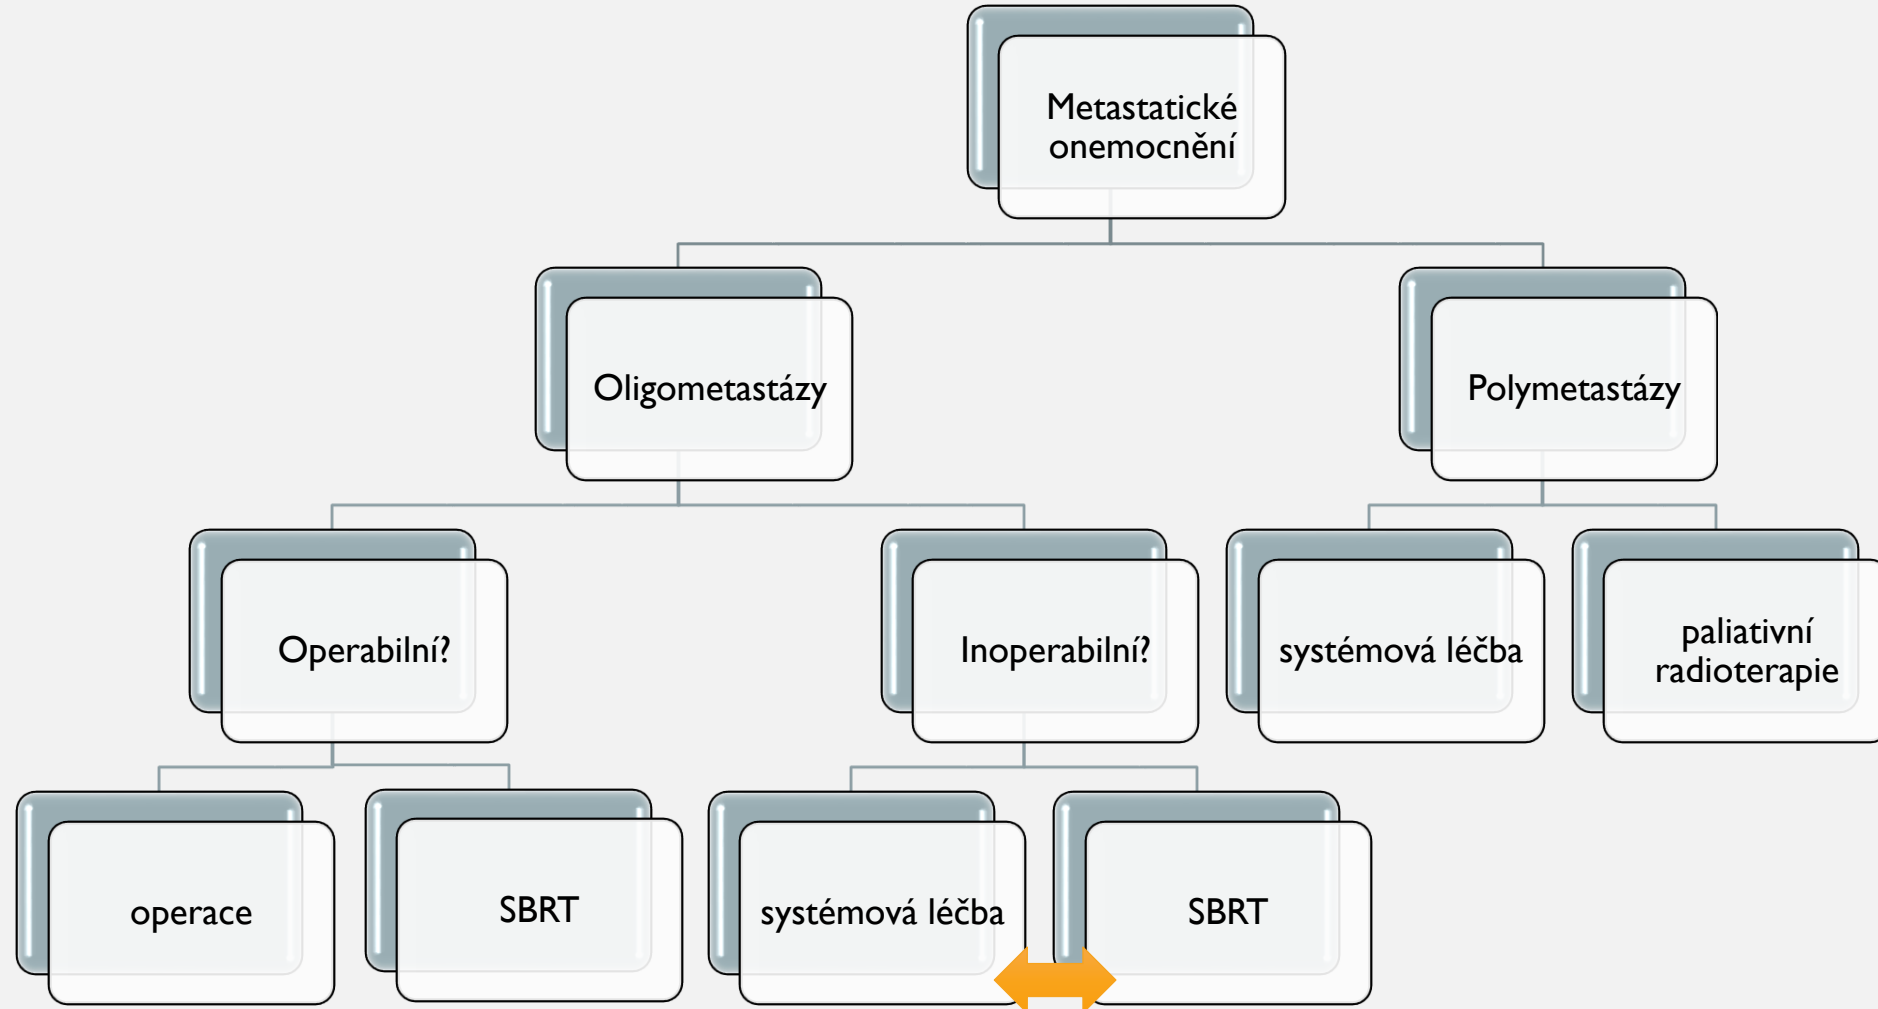 Metastatické
onemocnění
Oligometastázy
Polymetastázy
Operabilní?
Inoperabilní?
systémová léčba
paliativní
radioterapie
operace
SBRT
systémová léčba
SBRT